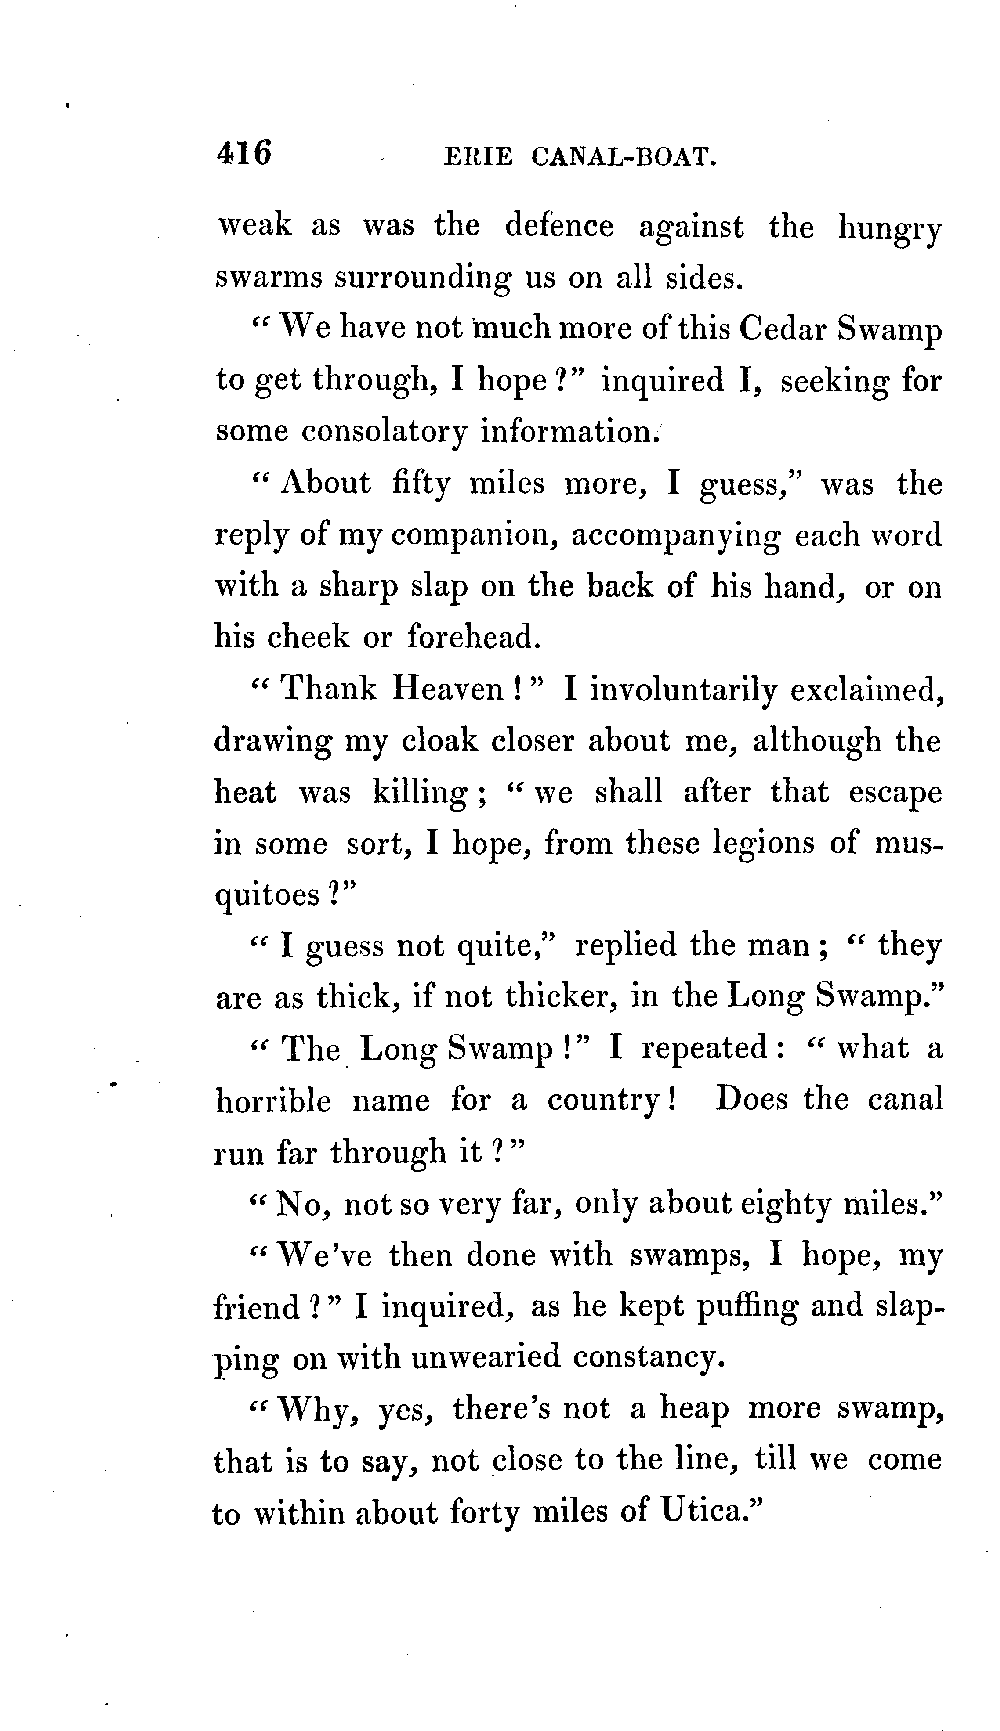 416 ERIE CANAL-BOAT.
weak as was the defence against the hungry
swarms surrounding us on all sides.
“ We have not much more of this Cedar Swamp
to get through, I hope ?” inquired I, seeking for
some consolatory information.
“ About fifty miles more, I guess,” was the
reply of my companion, accompanying each word
with a sharp slap on the back of his hand, or on
his cheek or forehead.
“ Thank Heaven ! ” I involuntarily exclaimed,
drawing my cloak closer about me, although the
heat was killing ; “ we shall after that escape
in some sort, I hope, from these legions of mus-
quitoes ?”
“ I guess not quite,” replied the man ; “ they
are as thick, if not thicker, in the Long Swamp.”
“ The Long Swamp !” I repeated : “ what a
horrible name for a country ! Does the canal
run far through it ? ”
“ No, not so very far, only about eighty miles.”
“ We've then done with swamps, I hope, my
friend ? ” I inquired, as he kept puffing and slap-
ping on with unwearied constancy.
“ Why, yes, there's not a heap more swamp,
that is to say, not close to the line, till we come
to within about forty miles of Utica.”